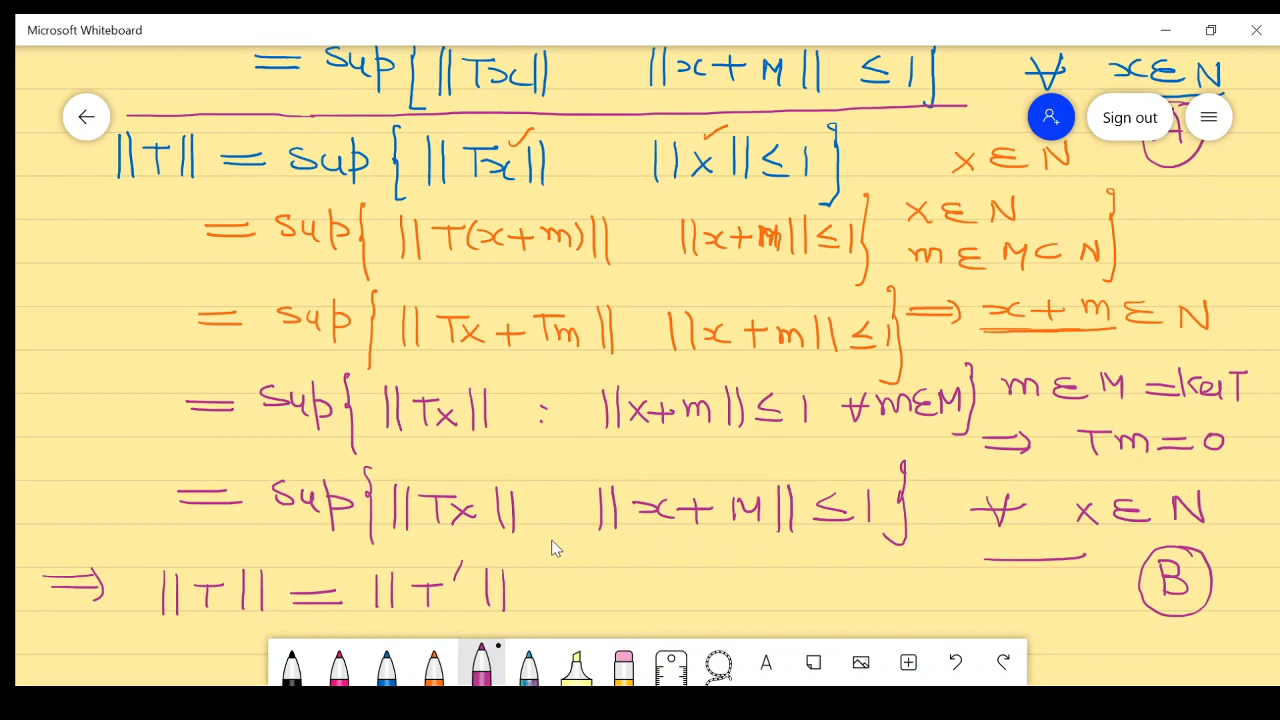 Microsoft Whiteboard
= sup{ ||Tx|| ||x+M|| ≤ 1} ∀ x∈N
Sign out
A
||T|| = sup{ ||Tx|| ||x|| ≤ 1} x∈N
= sup{ ||T(x+m)|| ||x+m|| ≤ 1} x∈N m∈M⊂N}
= sup{ ||Tx+Tm|| ||x+m|| ≤ 1} ⇒ x+m∈N
= sup{ ||Tx|| : ||x+m|| ≤ 1 ∀m∈M} m∈M = kerT
⇒ Tm=0
= sup{ ||Tx|| ||x+M|| ≤ 1} ∀ x∈N
B
⇒ ||T|| = ||T'||